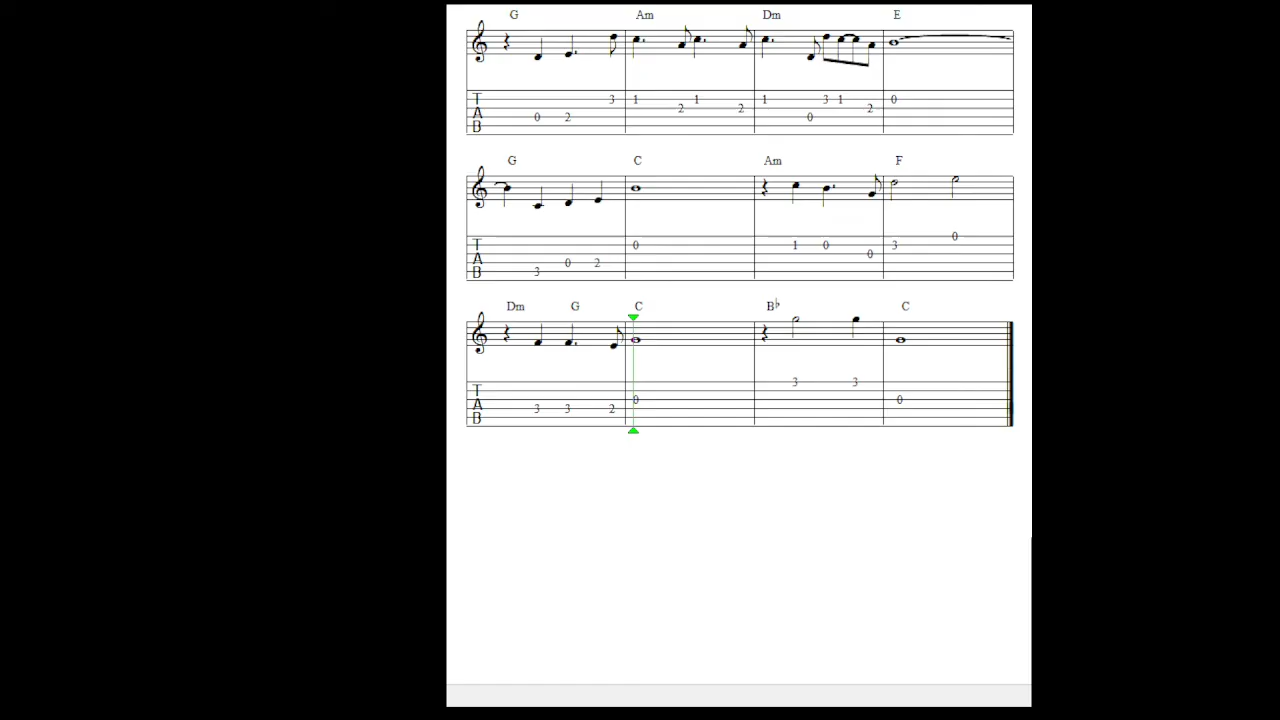 G Am Dm E
T 3 1 1 1 3 1 0
A 2 2 2
B 0 2 0
G C Am F
T 0 0 1 0 3
A 0
B 3 0 2
Dm G C B♭ C
T 3 3
A 0 0
B 3 3 2